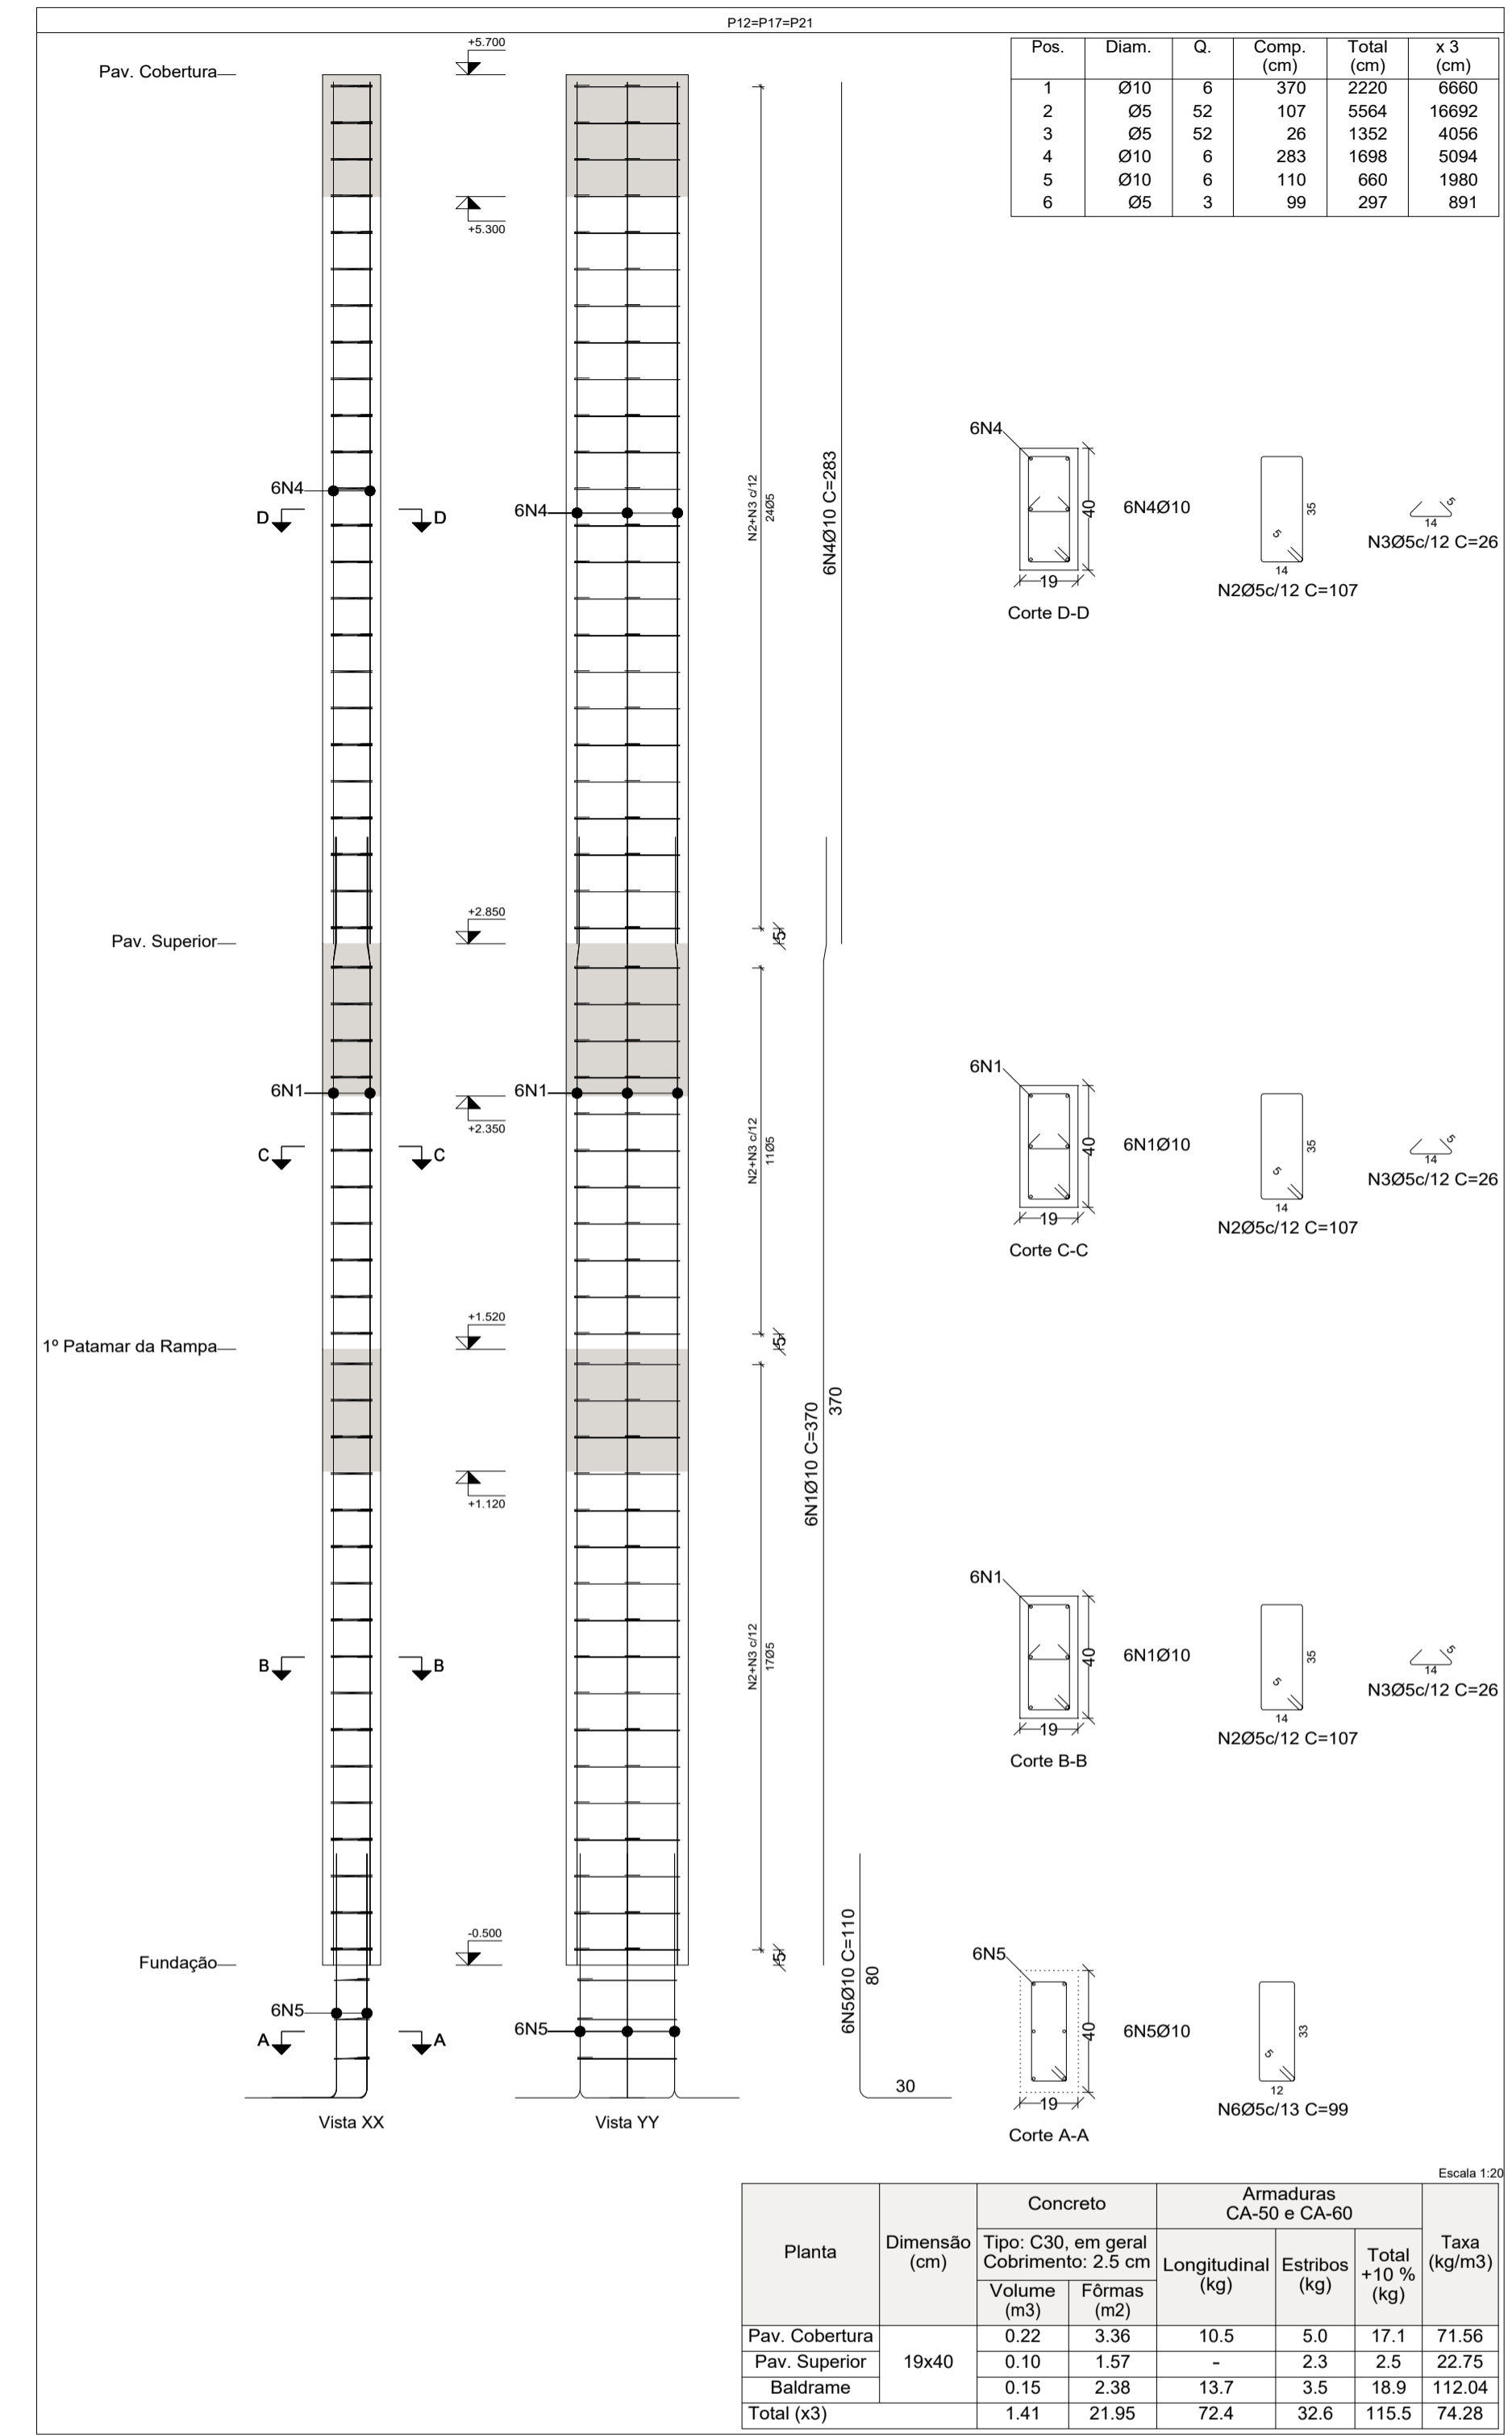 P12=P17=P21
Pos. Diam. Q. Comp. (cm) Total (cm) x 3 (cm)
1 Ø10 6 370 2220 6660
2 Ø5 52 107 5564 16692
3 Ø5 52 26 1352 4056
4 Ø10 6 283 1698 5094
5 Ø10 6 110 660 1980
6 Ø5 3 99 297 891
Pav. Cobertura
+5.700
+5.300
6N4
D D
6N4
N2+N3 c/12
24Ø5
6N4Ø10 C=283
6N4
40
19
6N4Ø10
Corte D-D
5
35
14
N2Ø5c/12 C=107
5
14
N3Ø5c/12 C=26
Pav. Superior
+2.850
5
6N1
6N1
+2.350
C C
N2+N3 c/12
11Ø5
6N1
40
19
6N1Ø10
Corte C-C
5
35
14
N2Ø5c/12 C=107
5
14
N3Ø5c/12 C=26
1º Patamar da Rampa
+1.520
5
+1.120
6N1Ø10 C=370
370
B B
N2+N3 c/12
17Ø5
6N1
40
19
6N1Ø10
Corte B-B
5
35
14
N2Ø5c/12 C=107
5
14
N3Ø5c/12 C=26
Fundação
-0.500
5
6N5
A A
6N5
6N5Ø10 C=110
80
30
6N5
40
19
6N5Ø10
Corte A-A
5
33
12
N6Ø5c/13 C=99
Vista XX
Vista YY
Escala 1:20
Planta
Dimensão
(cm)
Concreto
Tipo: C30, em geral
Cobrimento: 2.5 cm
Volume
(m3)
Fôrmas
(m2)
Armaduras
CA-50 e CA-60
Longitudinal
(kg)
Estribos
(kg)
Total
+10 %
(kg)
Taxa
(kg/m3)
Pav. Cobertura 0.22 3.36 10.5 5.0 17.1 71.56
Pav. Superior 19x40 0.10 1.57 - 2.3 2.5 22.75
Baldrame 0.15 2.38 13.7 3.5 18.9 112.04
Total (x3) 1.41 21.95 72.4 32.6 115.5 74.28